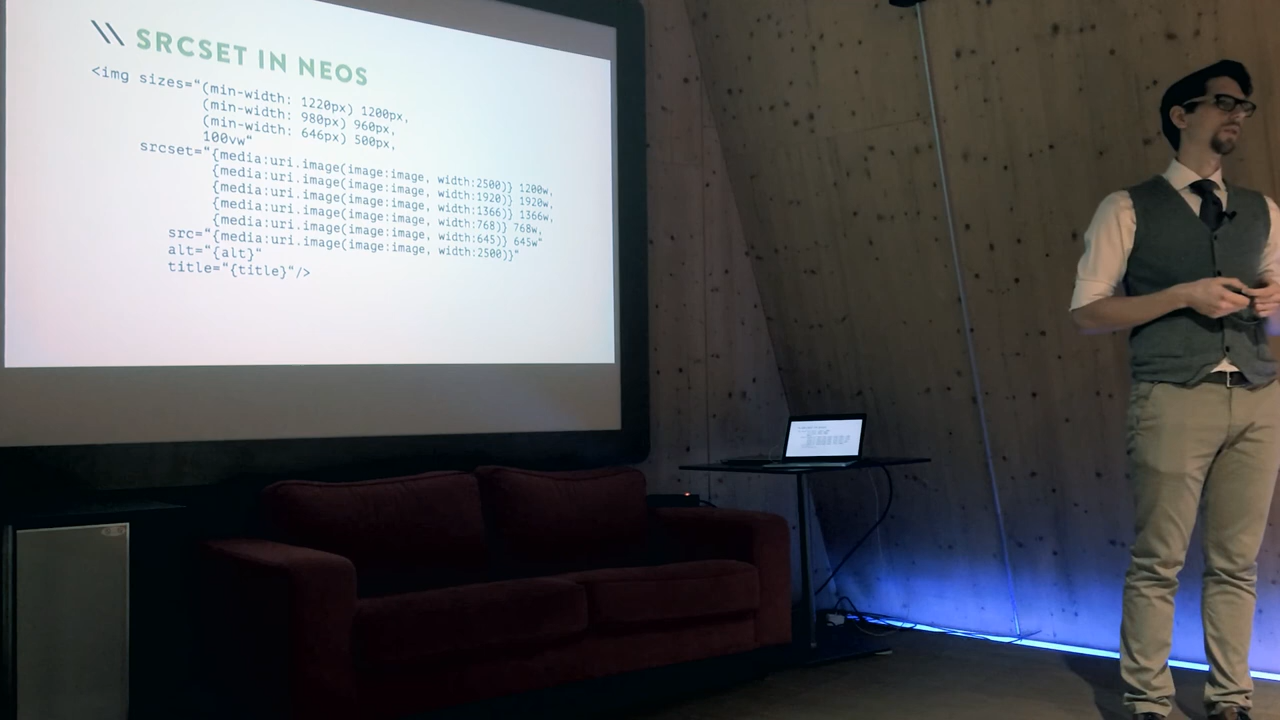 \\ SRCSET IN NEOS
<img sizes="(min-width: 1220px) 1200px,
(min-width: 980px) 960px,
(min-width: 646px) 500px,
100vw"
srcset="{media:uri.image(image:image, width:2500)} 1200w,
{media:uri.image(image:image, width:1920)} 1920w,
{media:uri.image(image:image, width:1366)} 1366w,
{media:uri.image(image:image, width:768)} 768w,
{media:uri.image(image:image, width:645)} 645w"
src="{media:uri.image(image:image, width:2500)}"
alt="{alt}"
title="{title}"/>